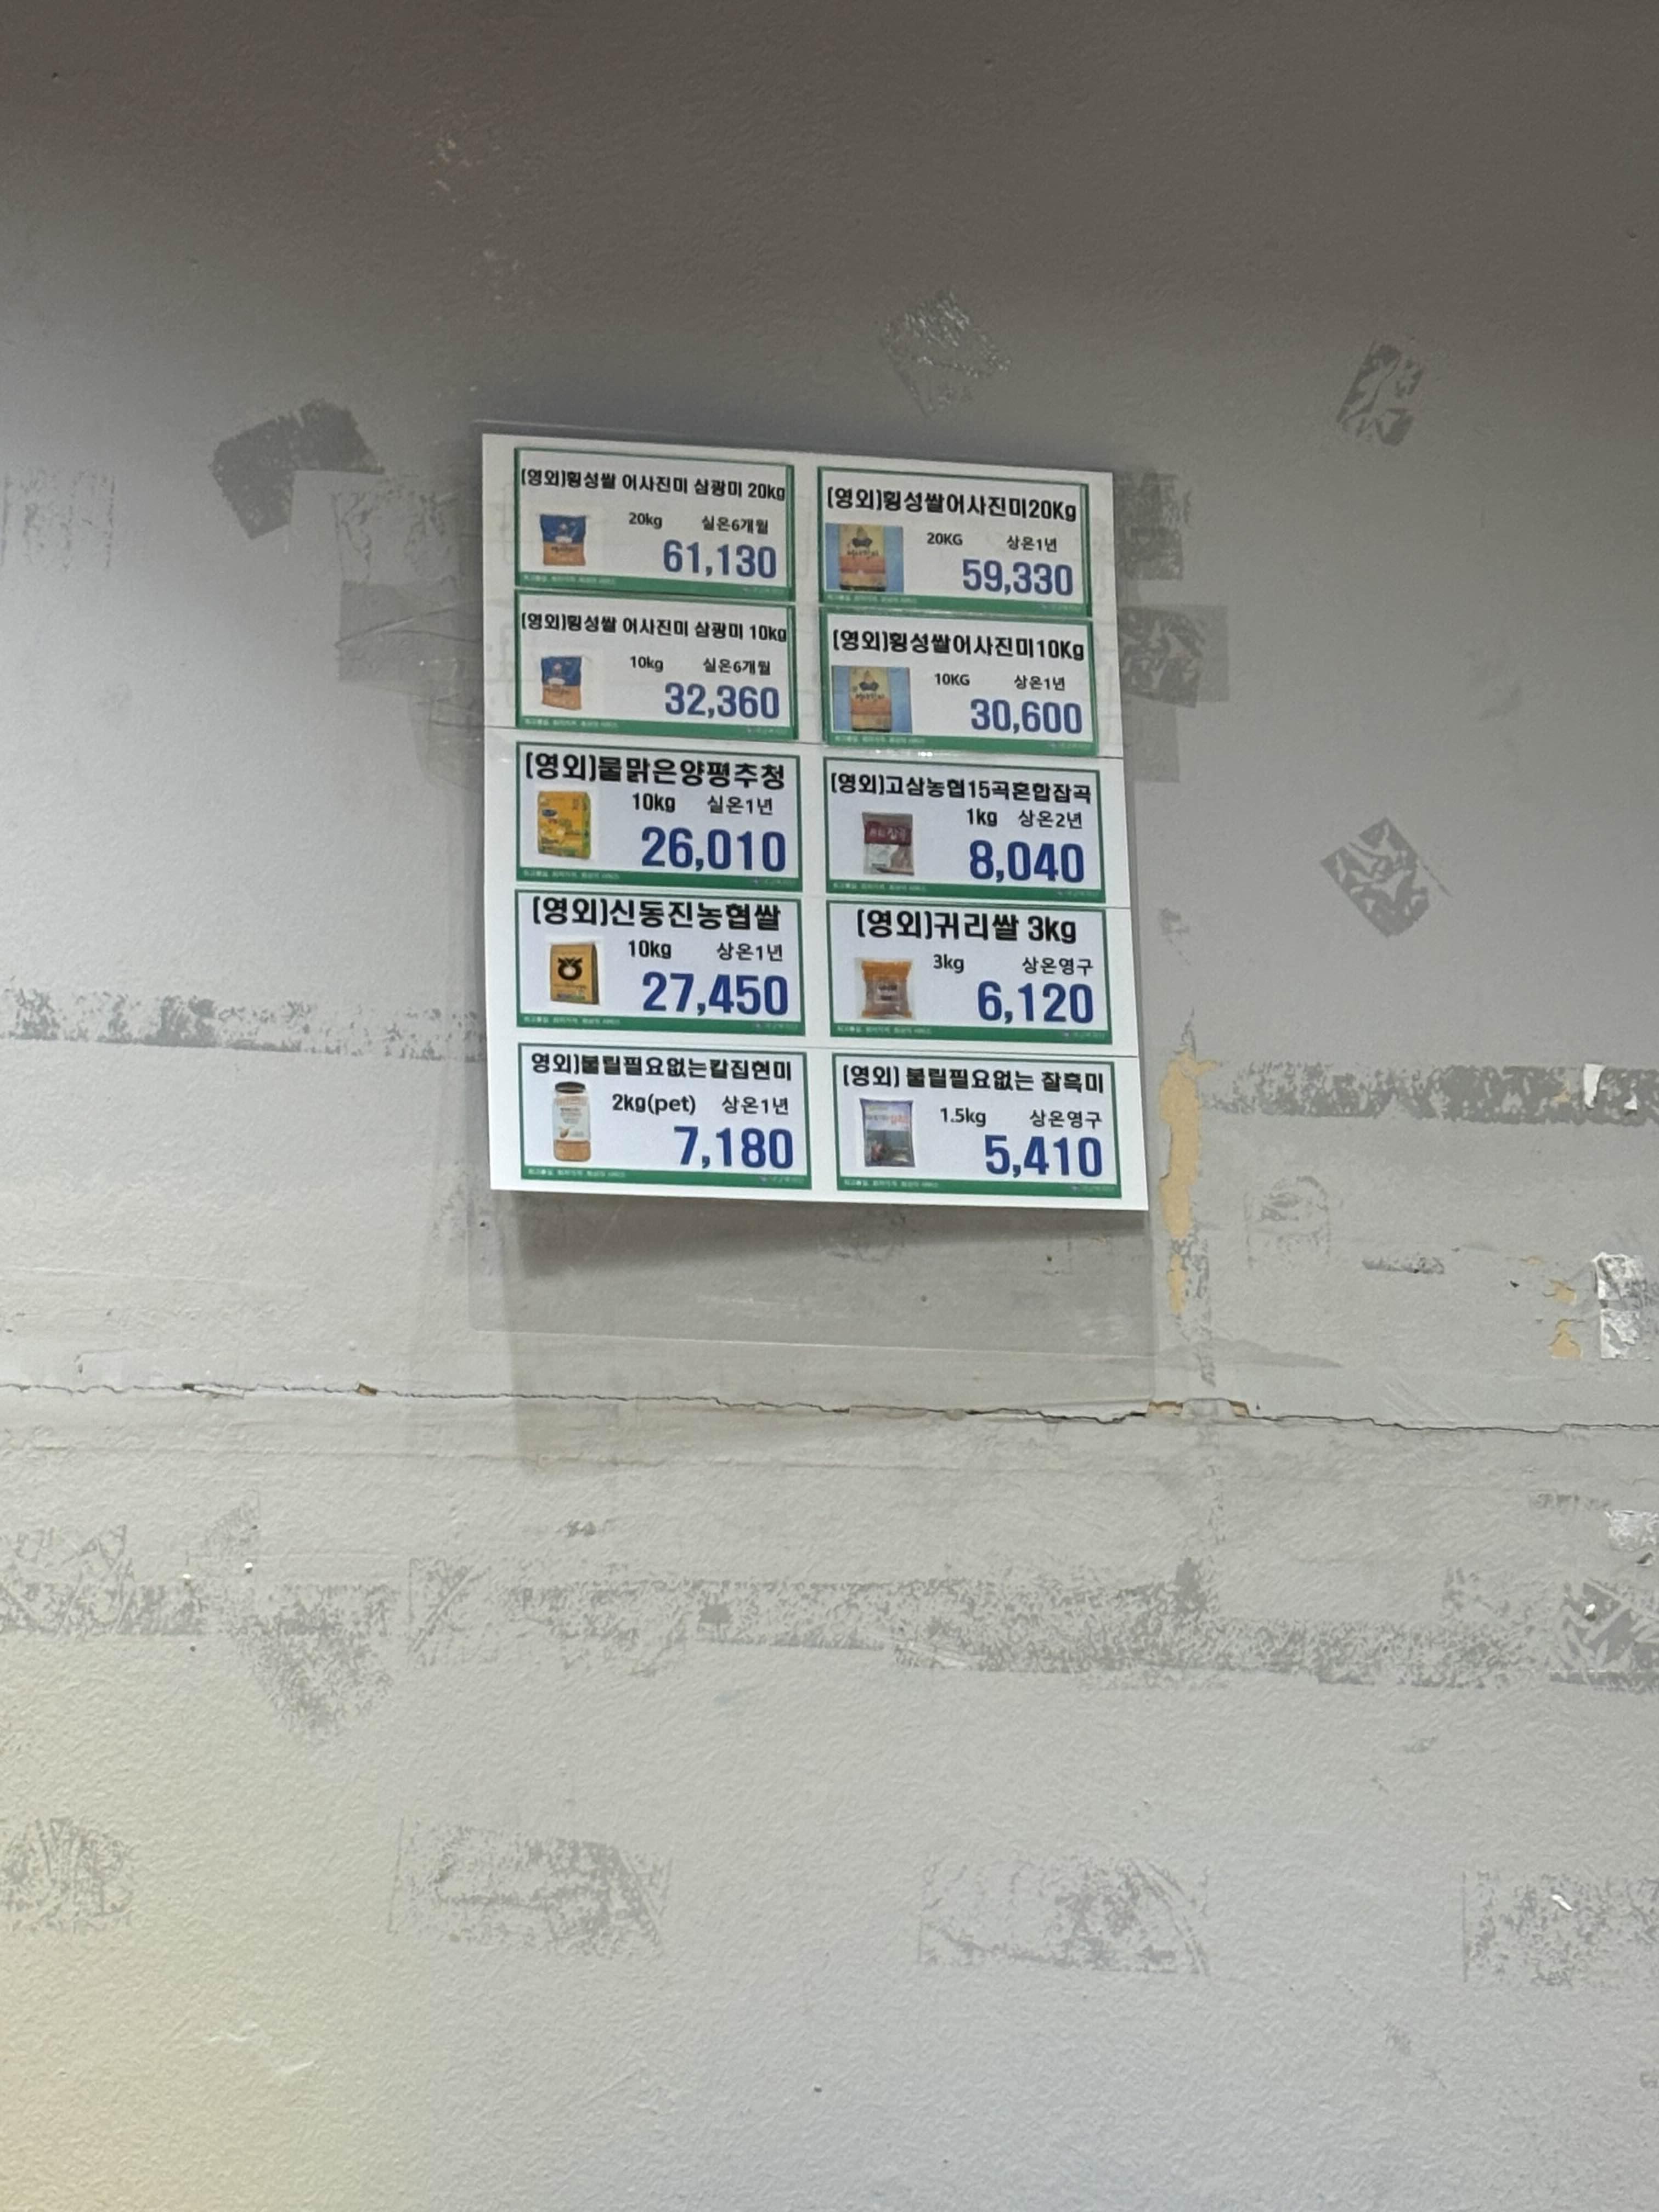 (영외)횡성쌀 어사진미 삼광미 20kg
20kg 실온6개월
61,130
(영외)횡성쌀어사진미20Kg
20KG 상온1년
59,330
(영외)횡성쌀 어사진미 삼광미 10kg
10kg 실온6개월
32,360
(영외)횡성쌀어사진미10Kg
10KG 상온1년
30,600
(영외)물맑은양평추청
10kg 실온1년
26,010
(영외)고삼농협15곡혼합잡곡
1kg 상온2년
8,040
(영외)신동진농협쌀
10kg 상온1년
27,450
(영외)귀리쌀 3kg
3kg 상온영구
6,120
영외)불릴필요없는칼집현미
2kg(pet) 상온1년
7,180
(영외) 불릴필요없는 찰흑미
1.5kg 상온영구
5,410